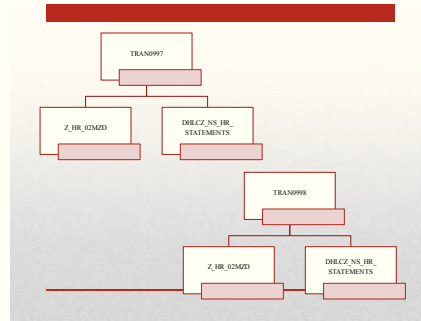 TRAN0997
Z_HR_02MZD
DHLCZ_NS_HR_
STATEMENTS
TRAN0998
Z_HR_02MZD
DHLCZ_NS_HR_
STATEMENTS